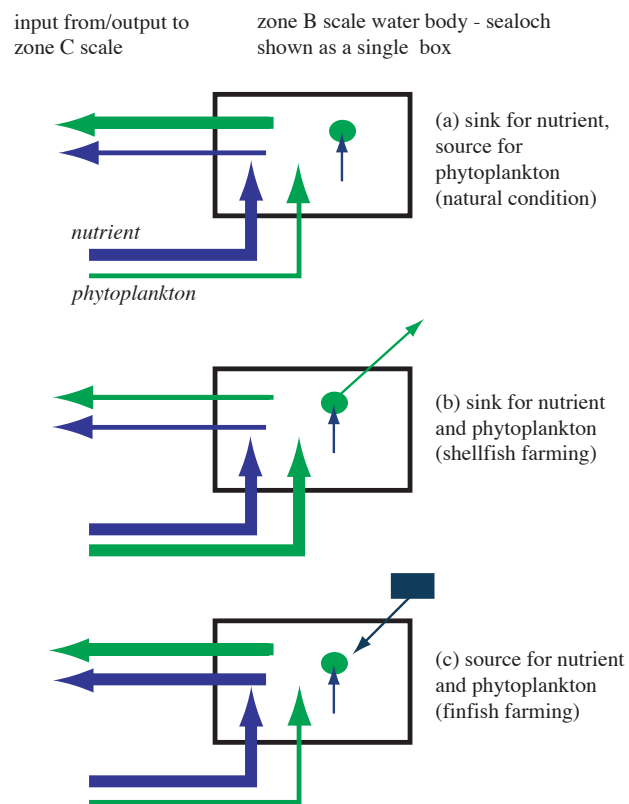 input from/output to
zone C scale
zone B scale water body - sealoch
shown as a single box
(a) sink for nutrient,
source for
phytoplankton
(natural condition)
nutrient
phytoplankton
(b) sink for nutrient
and phytoplankton
(shellfish farming)
(c) source for nutrient
and phytoplankton
(finfish farming)